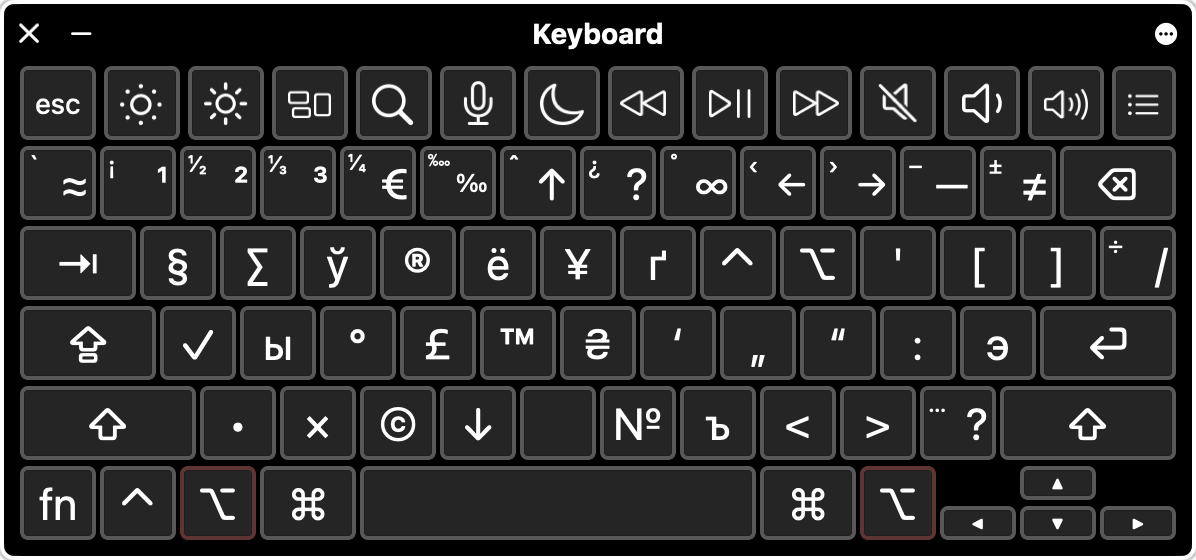 Keyboard
esc
` ≈ ¡ 1 ½ 2 ⅓ 3 ¼ € ‱ ‰ ˆ ↑ ¿ ? ° ∞ ‹ ← › → – — ± ≠
⇥ § ∑ ў ® ё ¥ ґ ^ ⌥ ' [ ] ÷ /
✓ ы ° £ ™ ₴ ‘ „ “ : э
• × © ↓ № ъ < > … ?
fn ^ ⌥ ⌘ ⌘ ⌥ ▲
◀ ▼ ▶